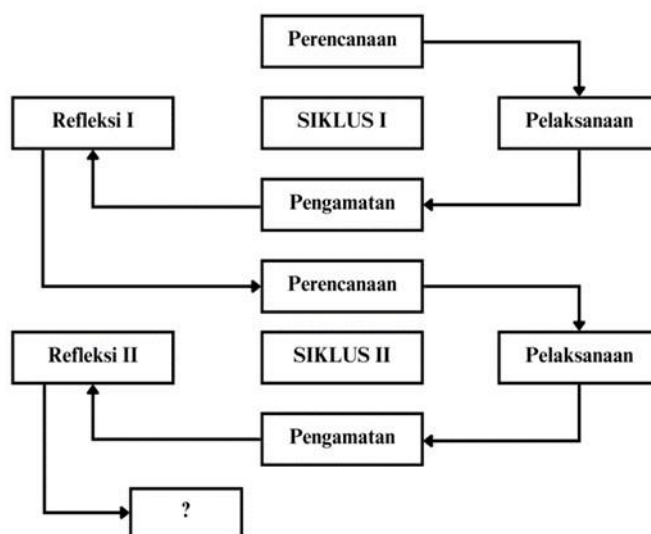 Perencanaan
Refleksi I
SIKLUS I
Pelaksanaan
Pengamatan
Perencanaan
Refleksi II
SIKLUS II
Pelaksanaan
Pengamatan
?